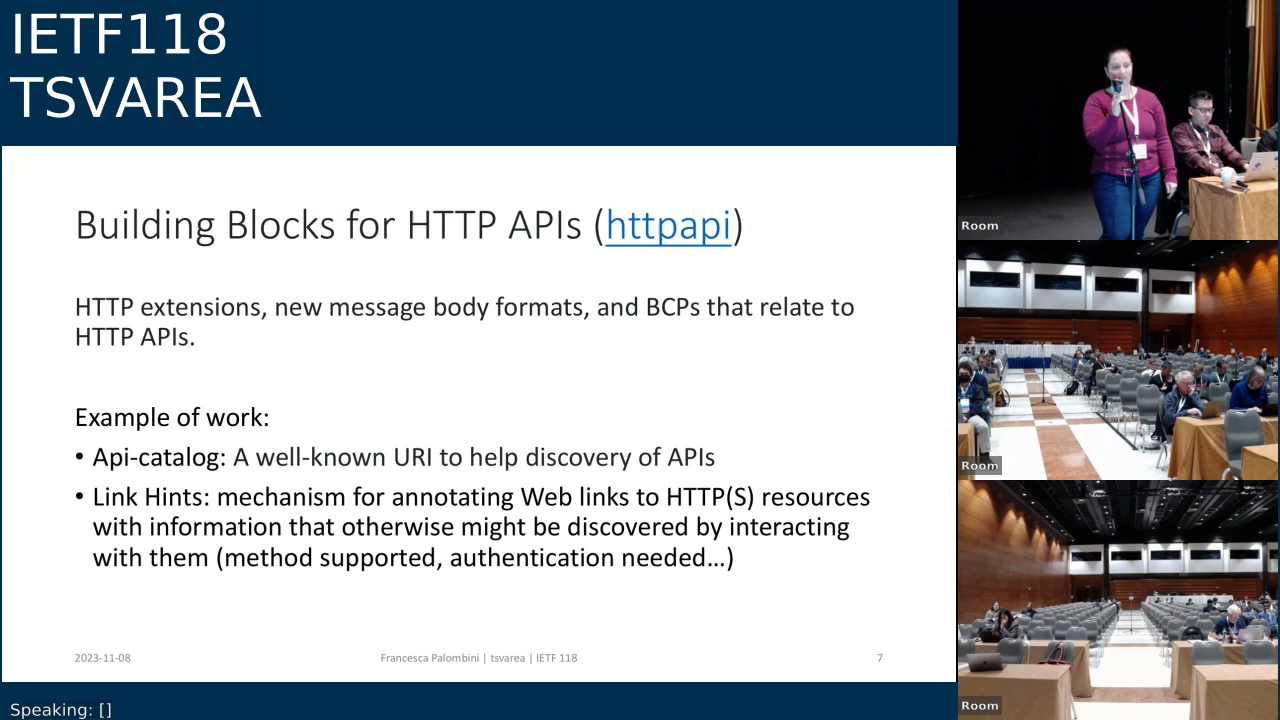 IETF118
TSVAREA
Building Blocks for HTTP APIs (httpapi)
HTTP extensions, new message body formats, and BCPs that relate to
HTTP APIs.
Example of work:
• Api-catalog: A well-known URI to help discovery of APIs
• Link Hints: mechanism for annotating Web links to HTTP(S) resources
with information that otherwise might be discovered by interacting
with them (method supported, authentication needed…)
2023-11-08
Francesca Palombini | tsvarea | IETF 118
7
Speaking: []
Room
Room
Room